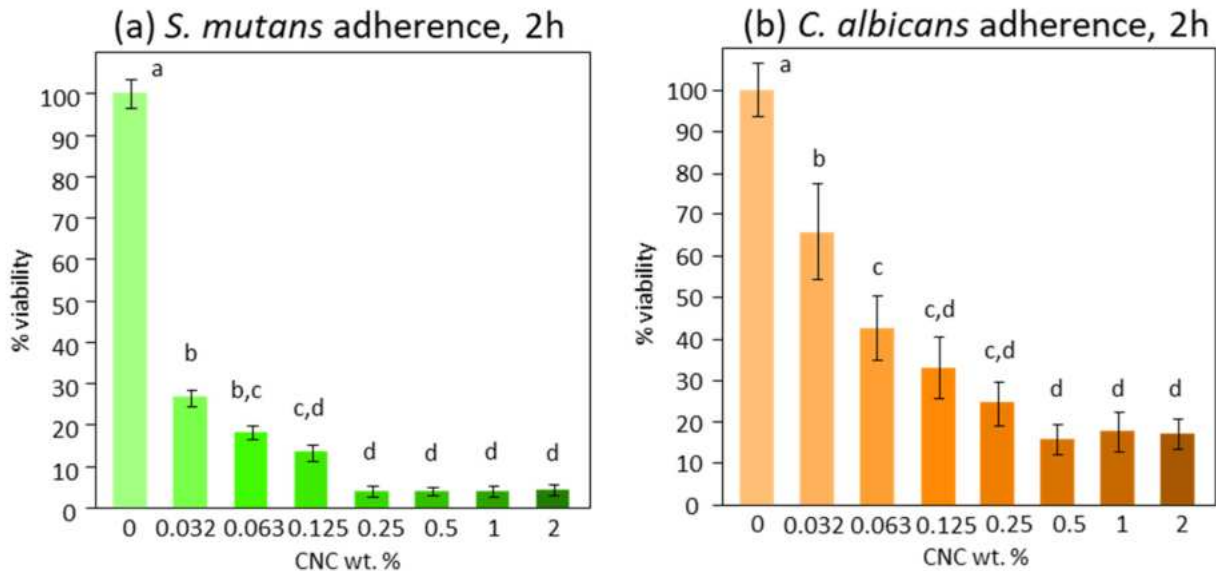 (a) S. mutans adherence, 2h
% viability
100
90
80
70
60
50
40
30
20
10
0
a
b
b,c
c,d
d
d
d
d
0 0.032 0.063 0.125 0.25 0.5 1 2
CNC wt. %
(b) C. albicans adherence, 2h
% viability
100
90
80
70
60
50
40
30
20
10
0
a
b
c
c,d
c,d
d
d
d
0 0.032 0.063 0.125 0.25 0.5 1 2
CNC wt. %